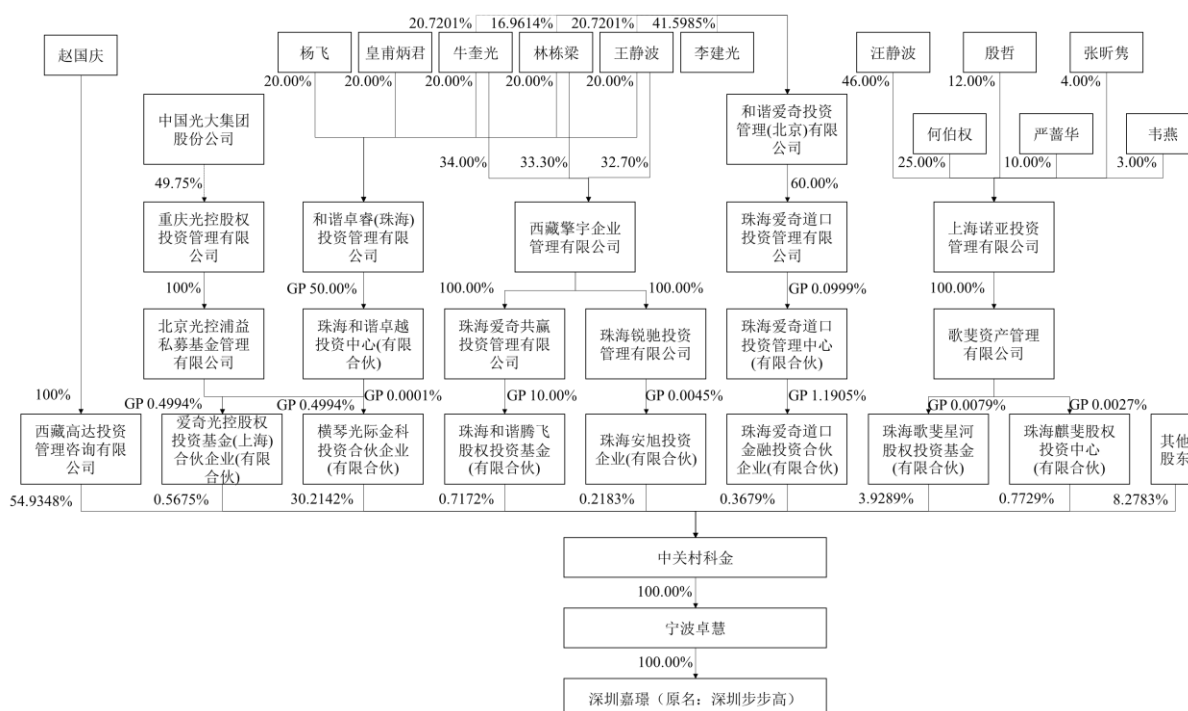 20.7201%
16.9614%
20.7201%
41.5985%
赵国庆
杨飞
皇甫炳君
牛奎光
林栋梁
王静波
李建光
汪静波
殷哲
张昕隽
20.00%
20.00%
20.00%
20.00%
20.00%
46.00%
12.00%
4.00%
中国光大集团
股份公司
和谐爱奇投资
管理(北京)有限
公司
何伯权
严蔷华
韦燕
34.00%
33.30%
32.70%
25.00%
10.00%
3.00%
49.75%
60.00%
重庆光控股权
投资管理有限
公司
和谐卓睿(珠海)
投资管理有限
公司
西藏擎宇企业
管理有限公司
珠海爱奇道口
投资管理有限
公司
上海诺亚投资
管理有限公司
100%
GP 50.00%
100.00%
100.00%
GP 0.0999%
100.00%
北京光控浦益
私募基金管理
有限公司
珠海和谐卓越
投资中心(有限
合伙)
珠海爱奇共赢
投资管理有限
公司
珠海锐驰投资
管理有限公司
珠海爱奇道口
投资管理中心
(有限合伙)
歌斐资产管理
有限公司
100%
GP 0.4994%
GP 0.4994%
GP 0.0001%
GP 10.00%
GP 0.0045%
GP 1.1905%
GP 0.0079%
GP 0.0027%
西藏高达投资
管理咨询有限
公司
爱奇光控股权
投资基金(上海)
合伙企业(有限
合伙)
横琴光际金科
投资合伙企业
(有限合伙)
珠海和谐腾飞
股权投资基金
(有限合伙)
珠海安旭投资
企业(有限合伙)
珠海爱奇道口
金融投资合伙
企业(有限合伙)
珠海歌斐星河
股权投资基金
(有限合伙)
珠海麒斐股权
投资中心
(有限合伙)
其他
股东
54.9348%
0.5675%
30.2142%
0.7172%
0.2183%
0.3679%
3.9289%
0.7729%
8.2783%
中关村科金
100.00%
宁波卓慧
100.00%
深圳嘉璟（原名：深圳步步高）